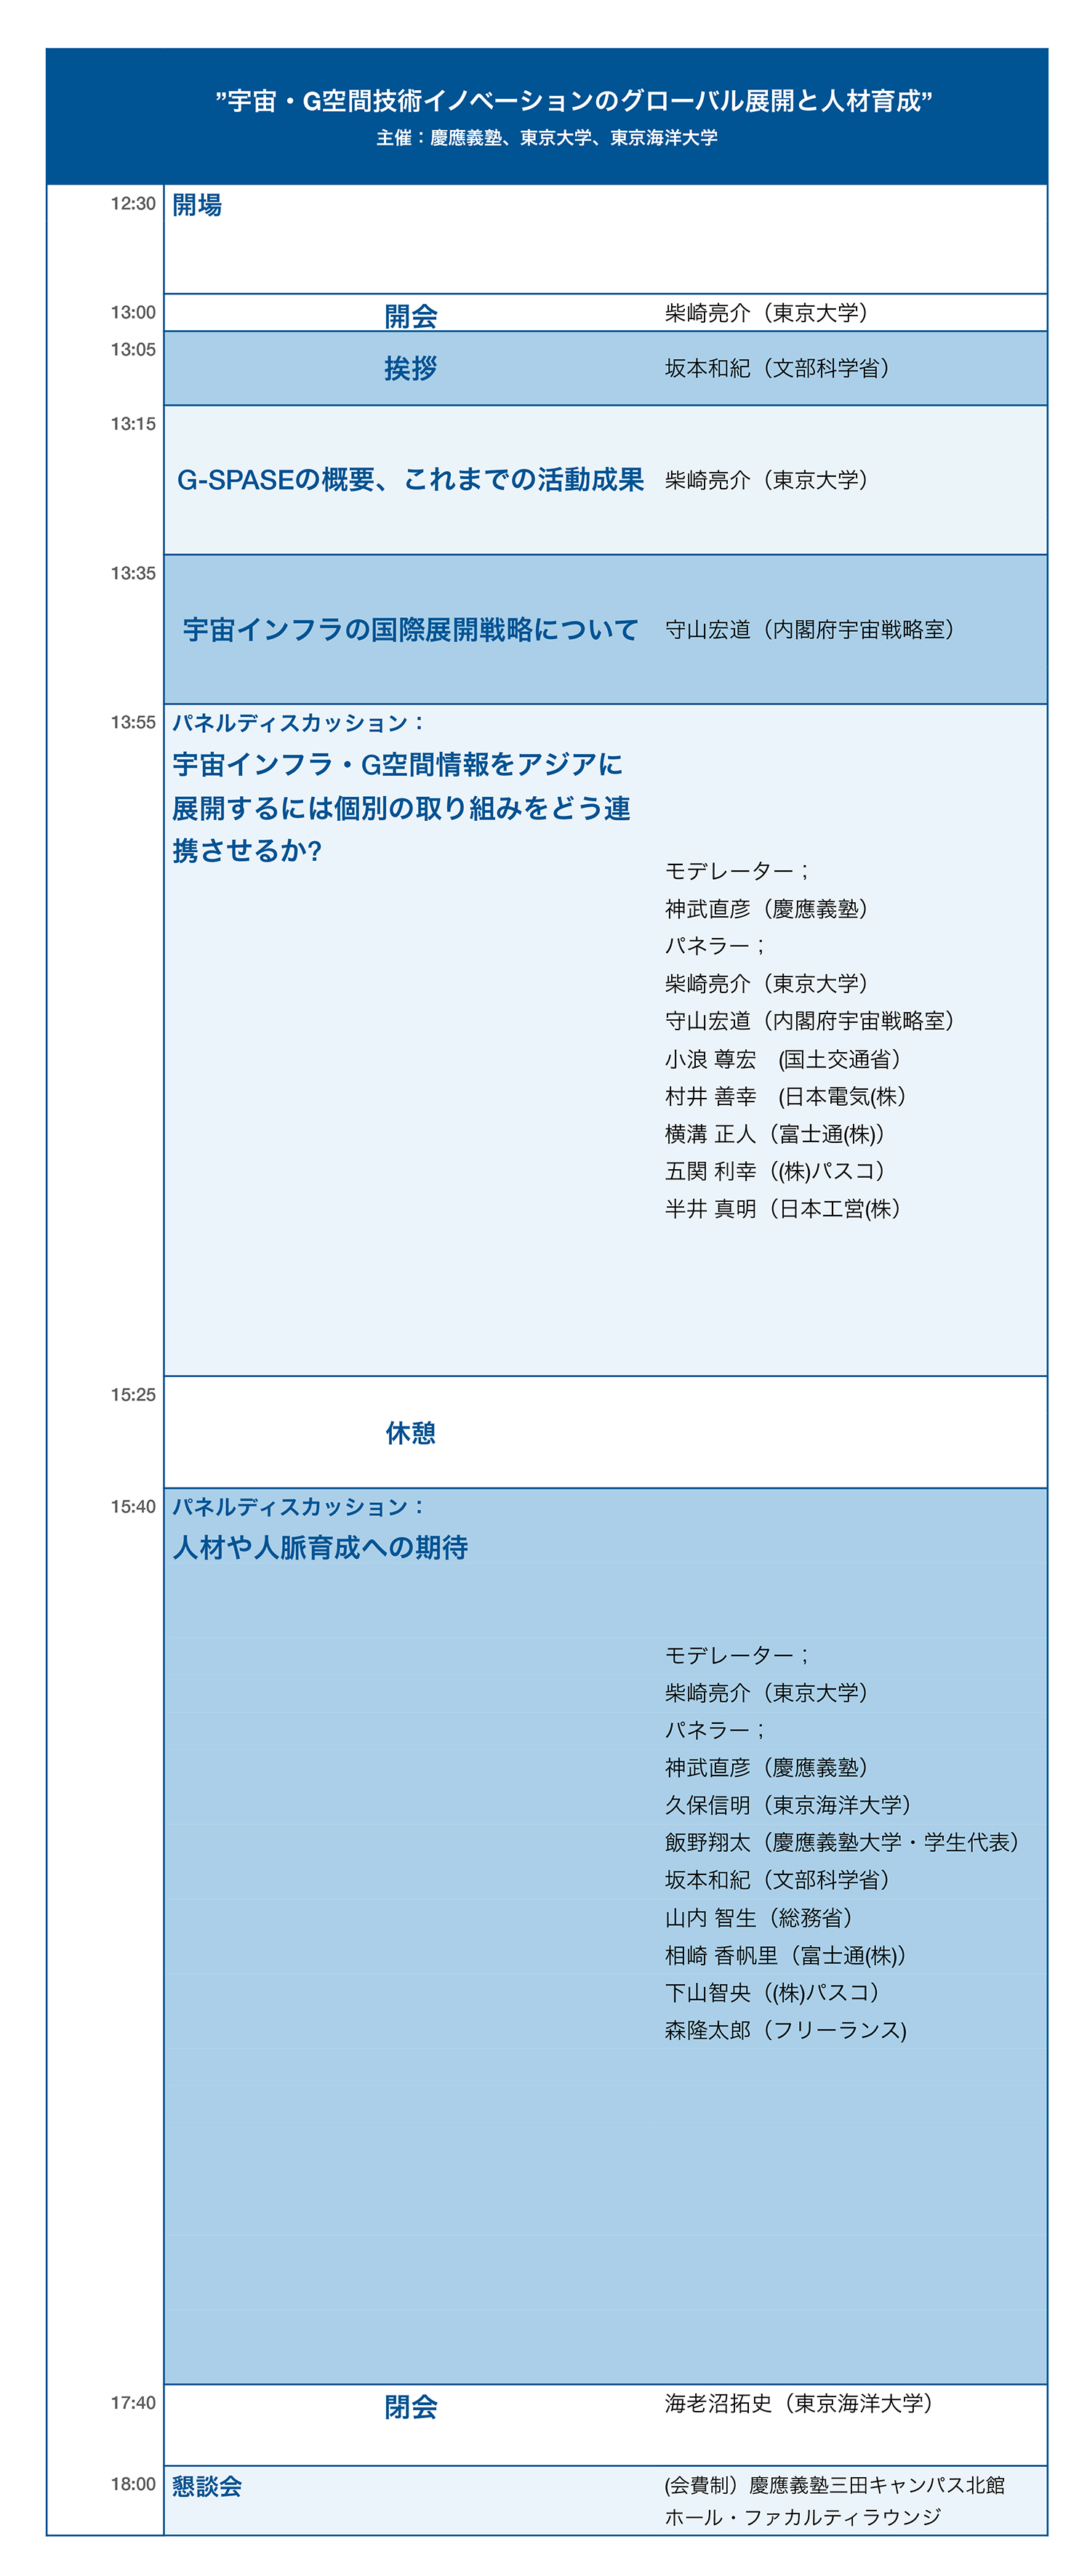 ”宇宙・G空間技術イノベーションのグローバル展開と人材育成”
主催：慶應義塾、東京大学、東京海洋大学
12:30 開場
13:00 開会 柴崎亮介（東京大学）
13:05 挨拶 坂本和紀（文部科学省）
13:15 G-SPASEの概要、これまでの活動成果 柴崎亮介（東京大学）
13:35 宇宙インフラの国際展開戦略について 守山宏道（内閣府宇宙戦略室）
13:55 パネルディスカッション：
宇宙インフラ・G空間情報をアジアに
展開するには個別の取り組みをどう連
携させるか?
モデレーター；
神武直彦（慶應義塾）
パネラー；
柴崎亮介（東京大学）
守山宏道（内閣府宇宙戦略室）
小浪 尊宏　(国土交通省）
村井 善幸　(日本電気(株）
横溝 正人（富士通(株)）
五関 利幸（(株)パスコ）
半井 真明（日本工営(株）
15:25 休憩
15:40 パネルディスカッション：
人材や人脈育成への期待
モデレーター；
柴崎亮介（東京大学）
パネラー；
神武直彦（慶應義塾）
久保信明（東京海洋大学）
飯野翔太（慶應義塾大学・学生代表）
坂本和紀（文部科学省）
山内 智生（総務省）
相崎 香帆里（富士通(株)）
下山智央（(株)パスコ）
森隆太郎（フリーランス)
17:40 閉会 海老沼拓史（東京海洋大学）
18:00 懇談会 (会費制）慶應義塾三田キャンパス北館
ホール・ファカルティラウンジ